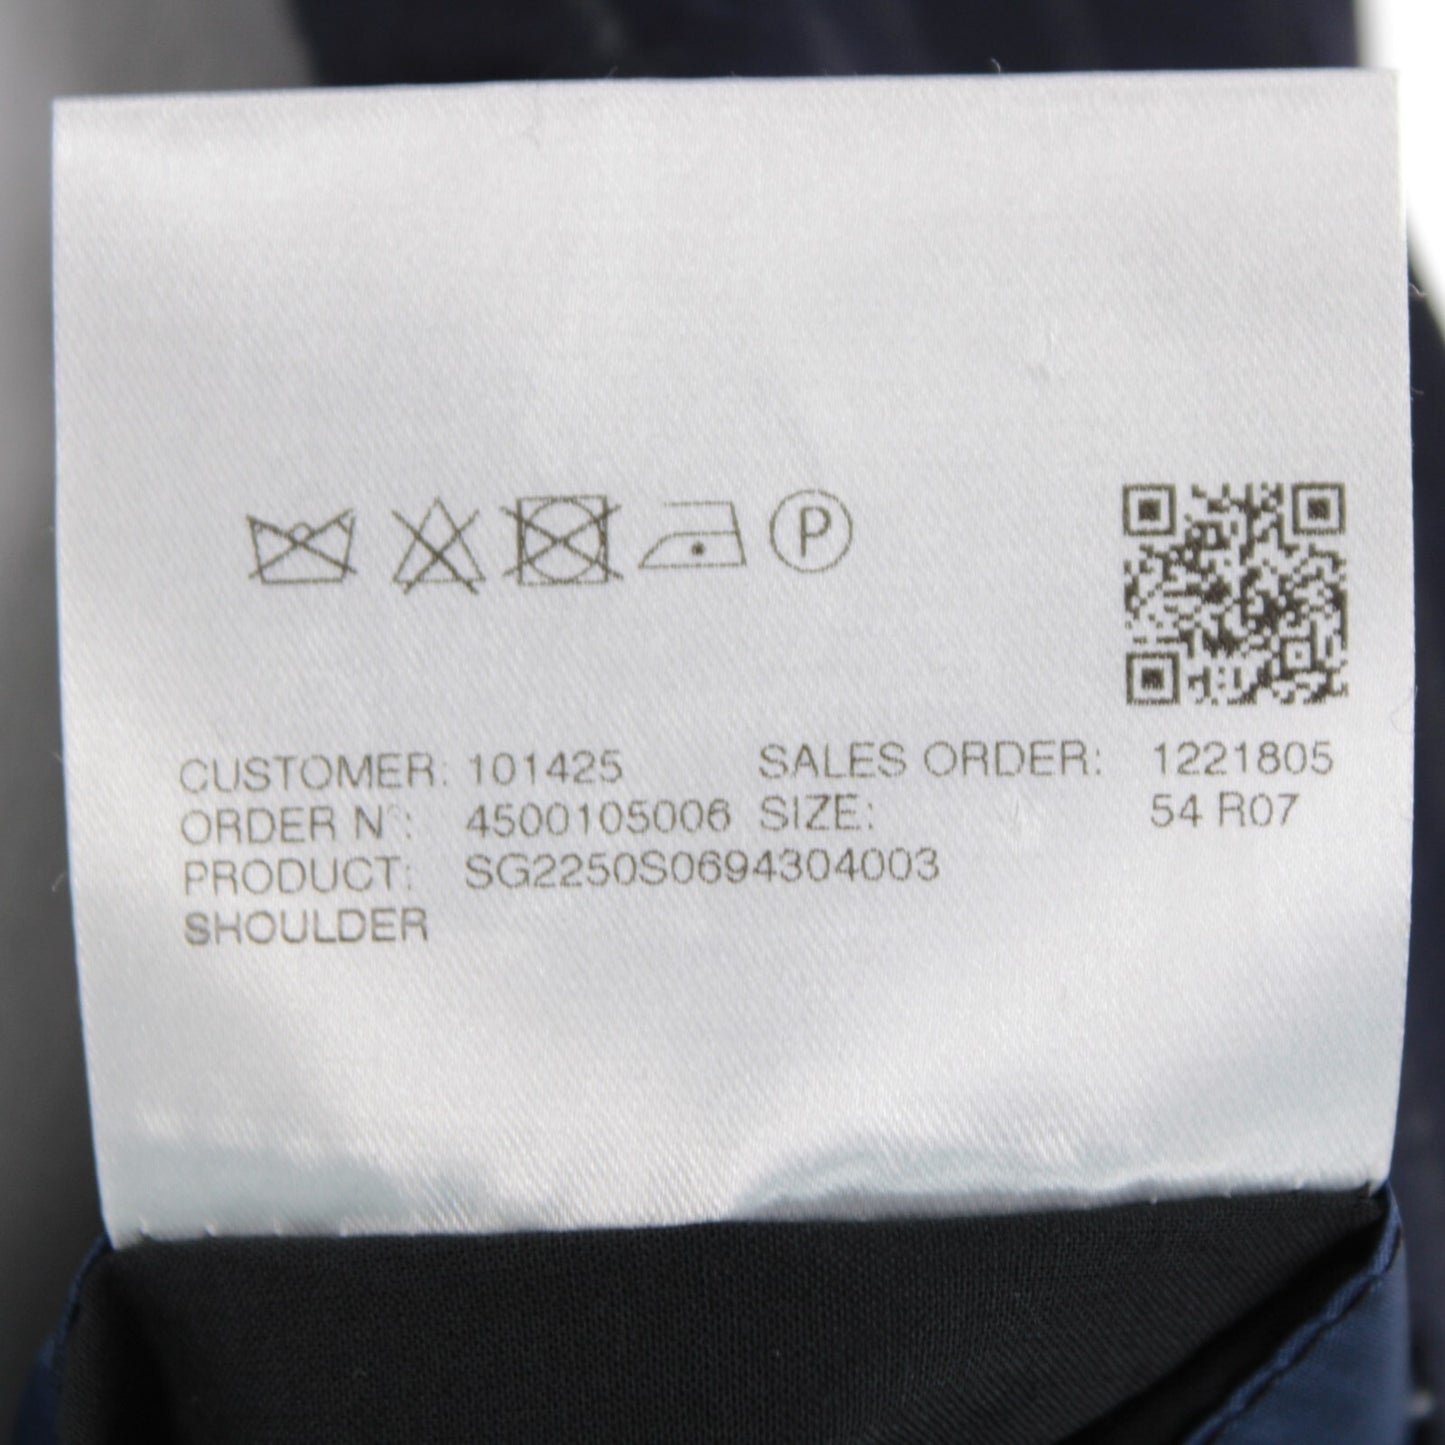 P
CUSTOMER: 101425 SALES ORDER: 1221805
ORDER N°: 4500105006 SIZE: 54 R07
PRODUCT: SG2250S0694304003
SHOULDER